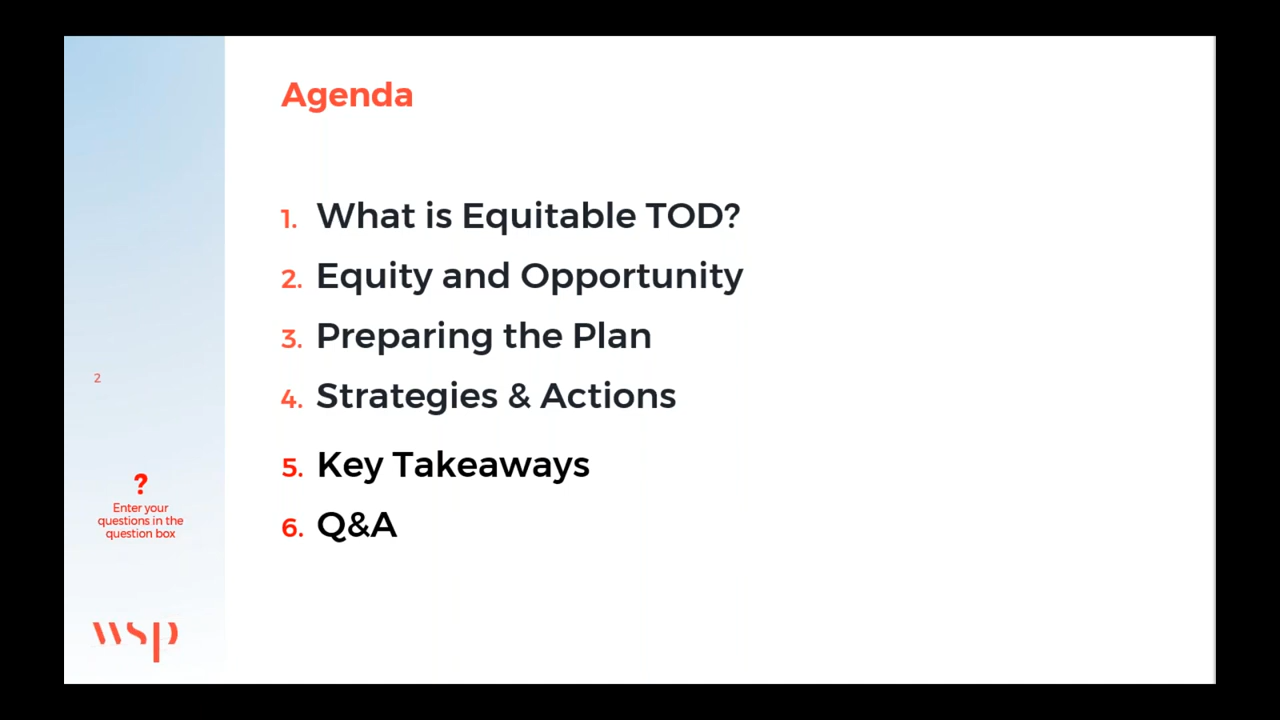 Agenda
1. What is Equitable TOD?
2. Equity and Opportunity
3. Preparing the Plan
4. Strategies & Actions
5. Key Takeaways
6. Q&A
2
?
Enter your
questions in the
question box
wsp